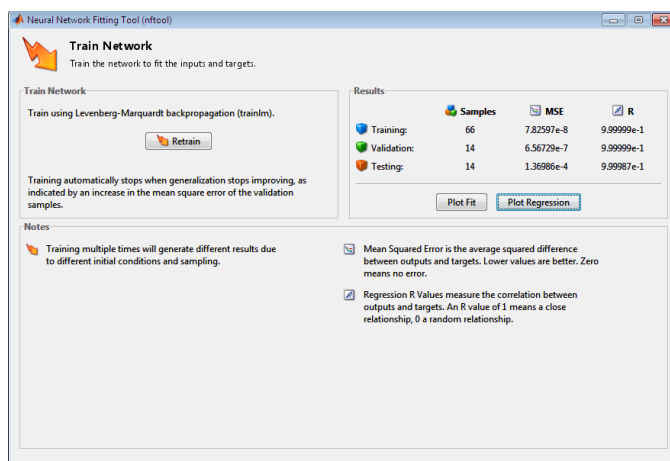 Neural Network Fitting Tool (nftool)
Train Network
Train the network to fit the inputs and targets.
Train Network
Train using Levenberg-Marquardt backpropagation (trainlm).
Retrain
Training automatically stops when generalization stops improving, as
indicated by an increase in the mean square error of the validation
samples.
Results
Samples MSE R
Training: 66 7.82597e-8 9.99999e-1
Validation: 14 6.56729e-7 9.99999e-1
Testing: 14 1.36986e-4 9.99987e-1
Plot Fit Plot Regression
Notes
Training multiple times will generate different results due
to different initial conditions and sampling.
Mean Squared Error is the average squared difference
between outputs and targets. Lower values are better. Zero
means no error.
Regression R Values measure the correlation between
outputs and targets. An R value of 1 means a close
relationship, 0 a random relationship.